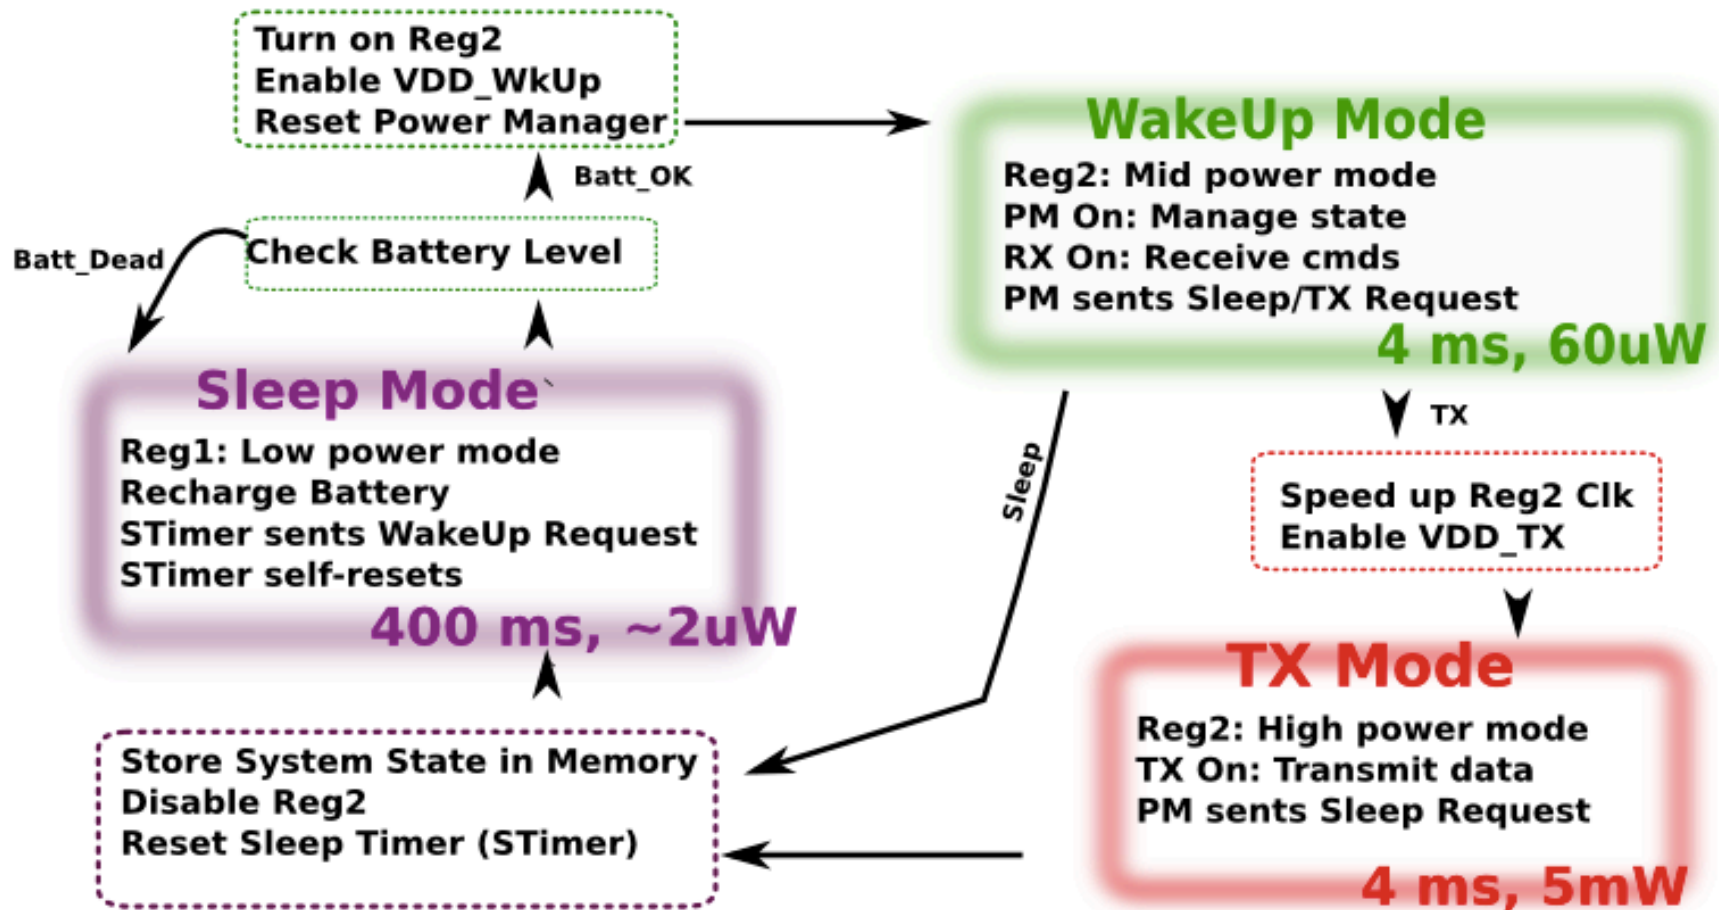 Turn on Reg2
Enable VDD_WkUp
Reset Power Manager
Batt_OK
Batt_Dead
Check Battery Level
Sleep Mode
Reg1: Low power mode
Recharge Battery
STimer sents WakeUp Request
STimer self-resets
400 ms, ~2uW
Store System State in Memory
Disable Reg2
Reset Sleep Timer (STimer)
WakeUp Mode
Reg2: Mid power mode
PM On: Manage state
RX On: Receive cmds
PM sents Sleep/TX Request
4 ms, 60uW
Sleep
TX
Speed up Reg2 Clk
Enable VDD_TX
TX Mode
Reg2: High power mode
TX On: Transmit data
PM sents Sleep Request
4 ms, 5mW